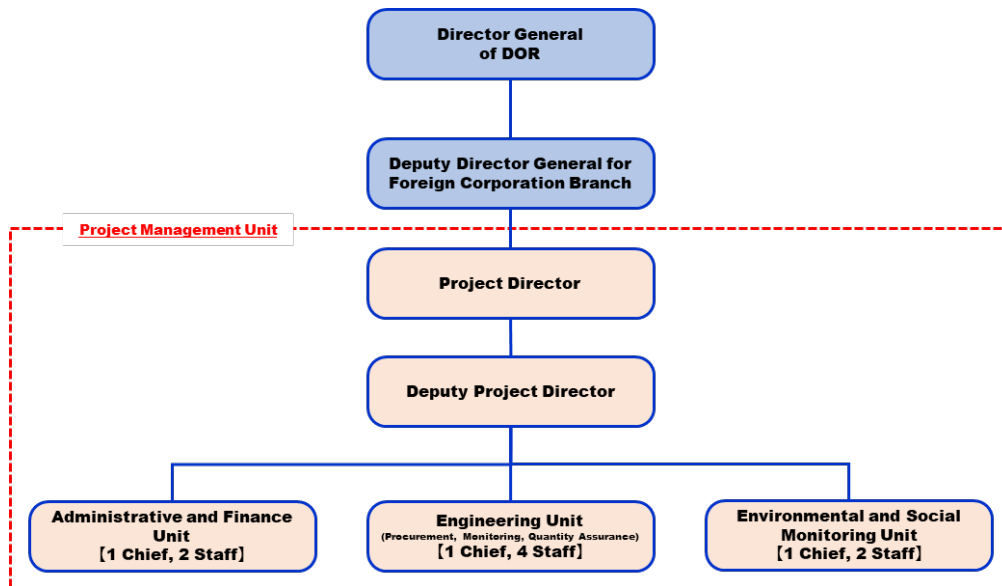 Director General
of DOR
Deputy Director General for
Foreign Corporation Branch
Project Management Unit
Project Director
Deputy Project Director
Administrative and Finance
Unit
【1 Chief, 2 Staff】
Engineering Unit
(Procurement, Monitoring, Quantity Assurance)
【1 Chief, 4 Staff】
Environmental and Social
Monitoring Unit
【1 Chief, 2 Staff】